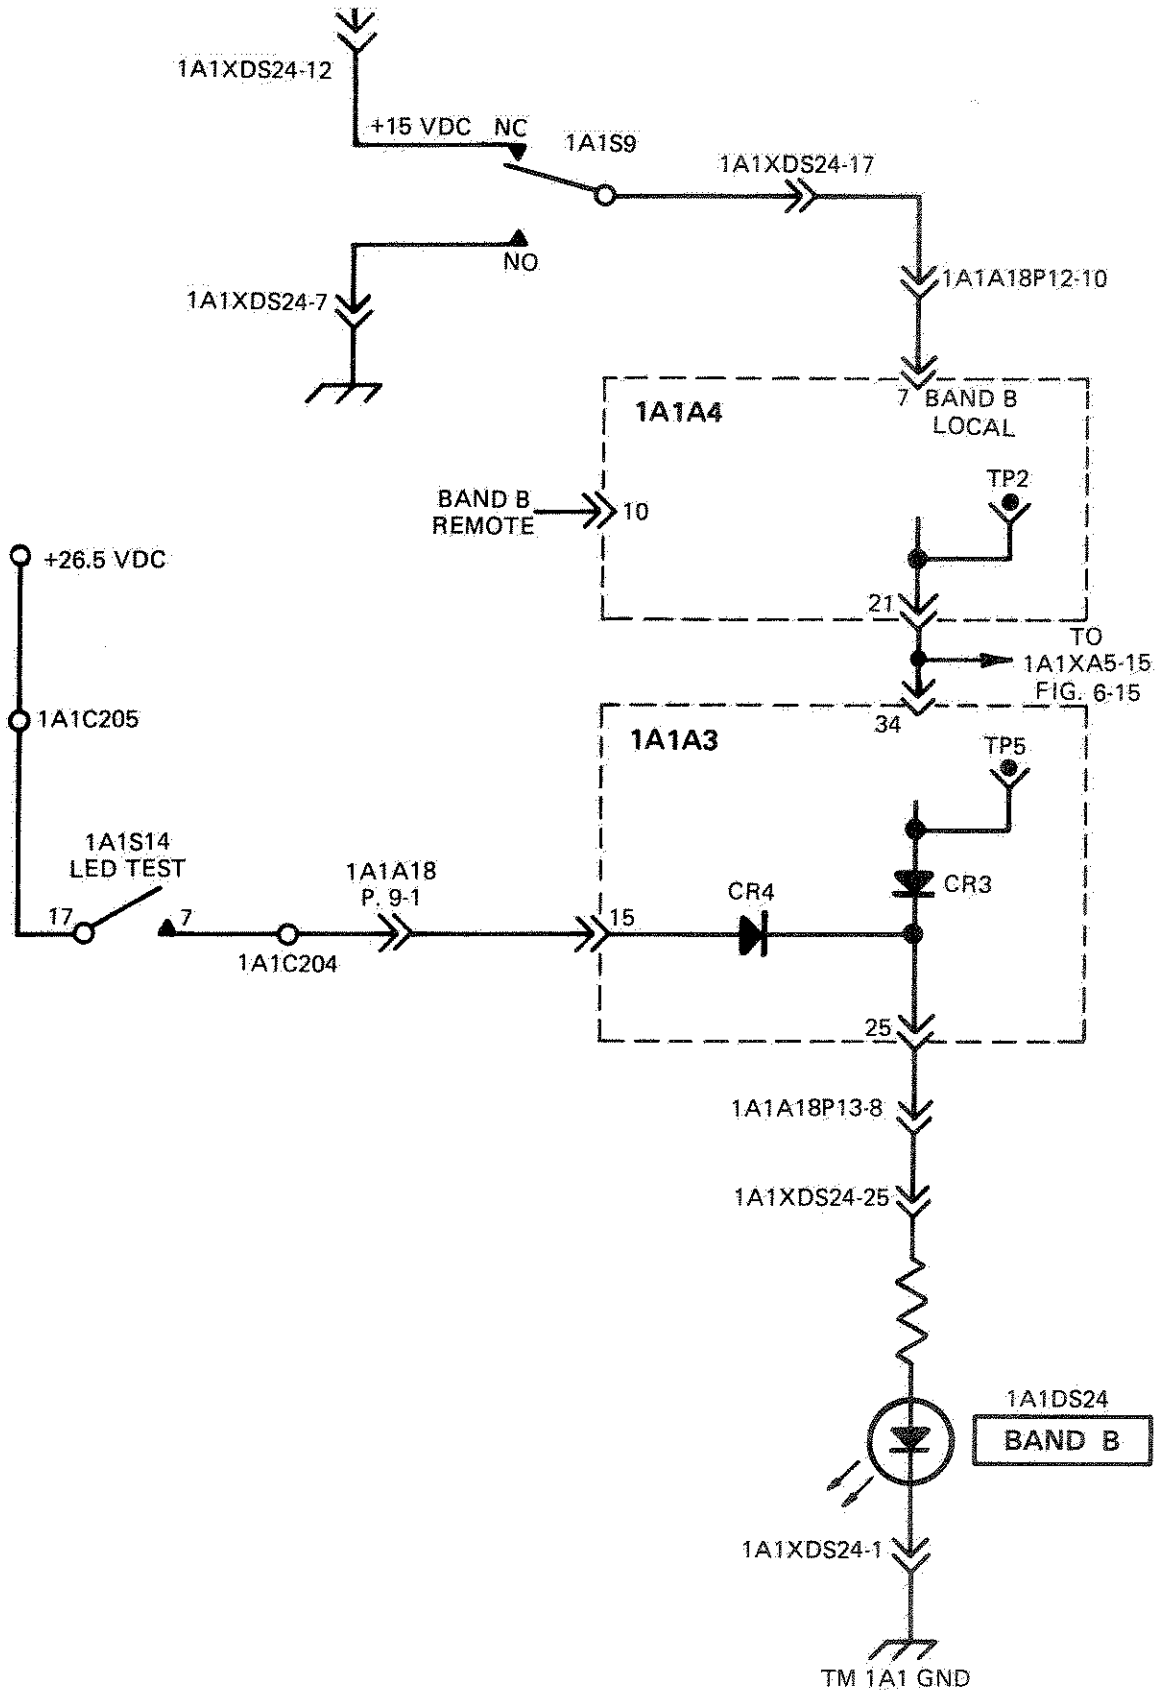 1A1XDS24-12
+15 VDC NC
1A1S9
1A1XDS24-17
NO
1A1XDS24-7
1A1A18P12-10
1A1A4
7 BAND B
LOCAL
TP2
BAND B
REMOTE
10
+26.5 VDC
21
TO
1A1XA5-15
FIG. 6-15
1A1C205
34
1A1A3
TP5
1A1S14
LED TEST
1A1A18
P. 9-1
CR4
CR3
17
7
15
1A1C204
25
1A1A18P13-8
1A1XDS24-25
1A1DS24
BAND B
1A1XDS24-1
TM 1A1 GND